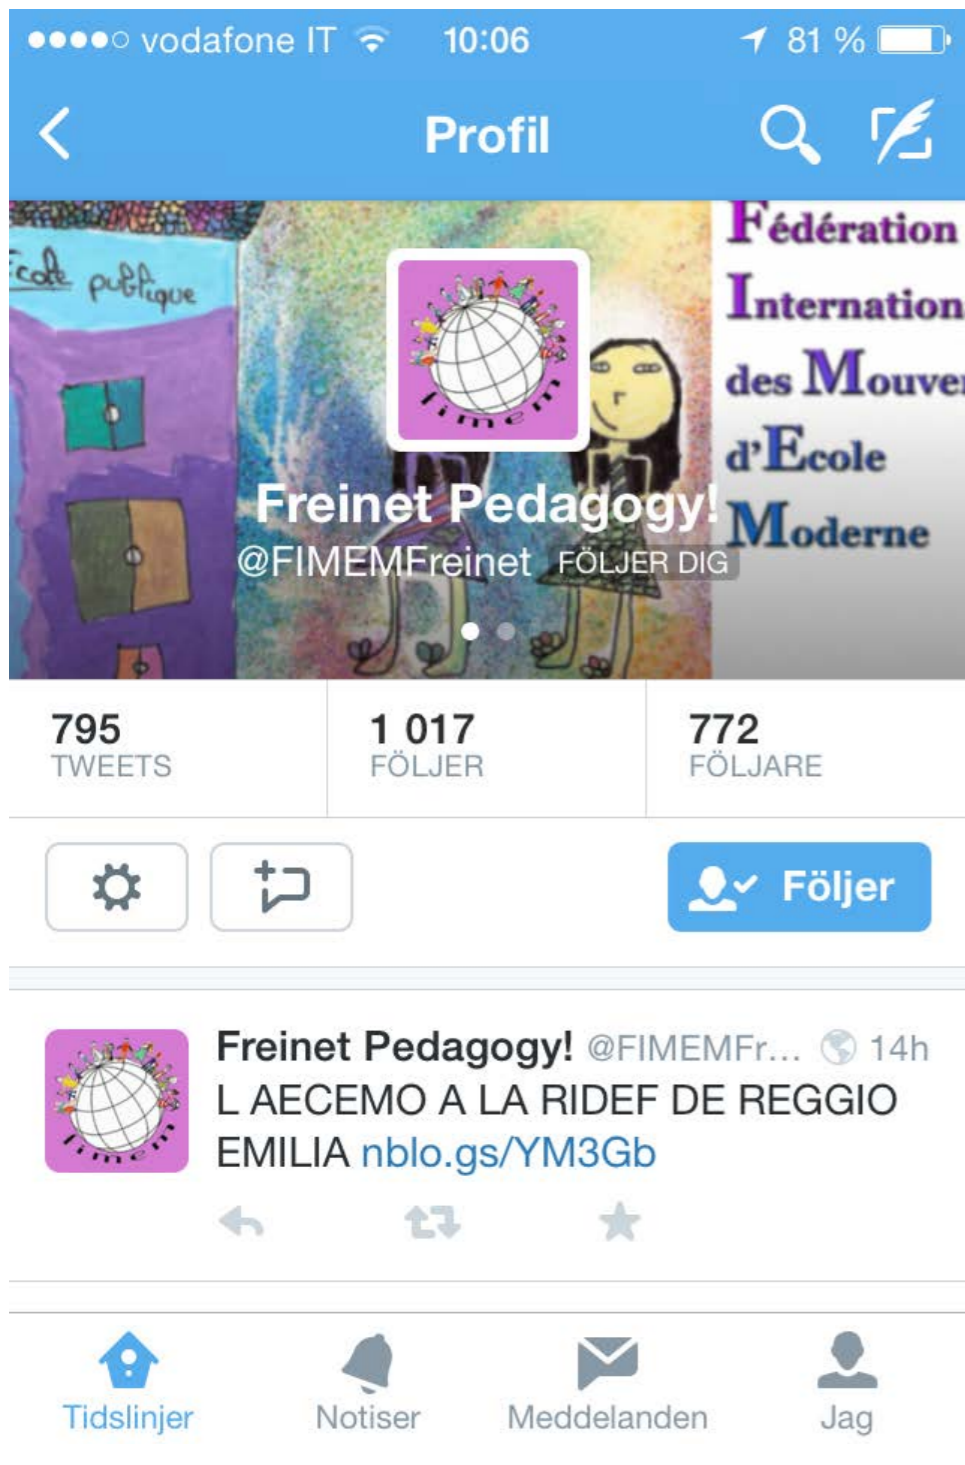 vodafone IT 10:06 81 %
Profil
École publique
Fédération
Internation
des Mouve
d'Ecole
Moderne
fimem
Freinet Pedagogy!
@FIMEMFreinet FÖLJER DIG
795 1 017 772
TWEETS FÖLJER FÖLJARE
Följer
fimem
Freinet Pedagogy! @FIMEMFr... 14h
L AECEMO A LA RIDEF DE REGGIO
EMILIA nblo.gs/YM3Gb
Tidslinjer Notiser Meddelanden Jag